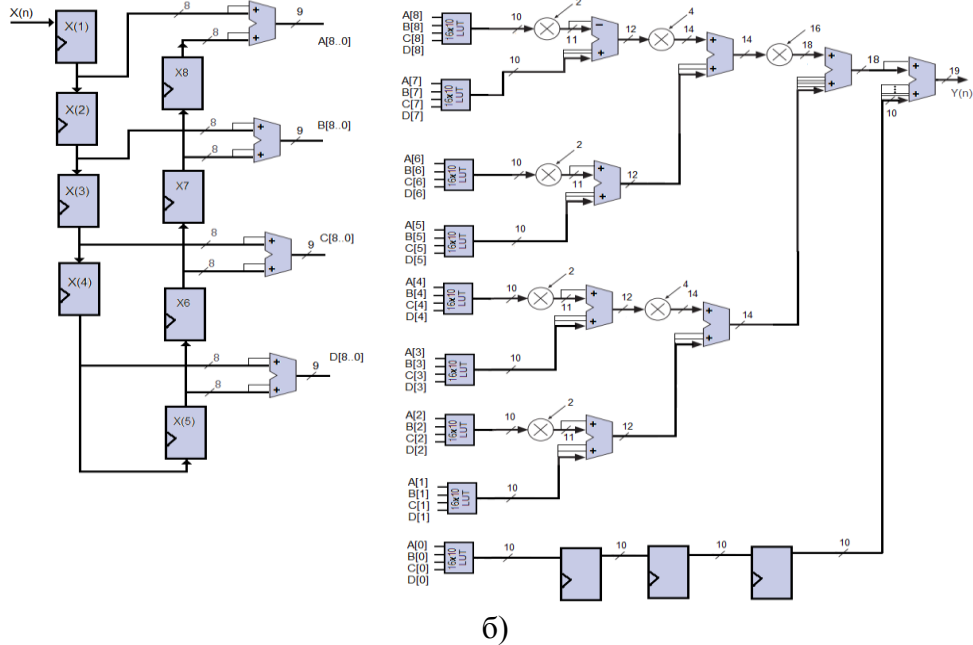 X(n)
X(1)
8
8
9
A[8..0]
X8
X(2)
8
8
9
B[8..0]
X(3)
X7
8
8
9
C[8..0]
X(4)
X6
8
8
9
D[8..0]
X(5)
A[8]
B[8]
C[8]
D[8]
16x10
LUT
10
2
11
A[7]
B[7]
C[7]
D[7]
16x10
LUT
10
12
4
14
14
16
18
18
19
Y(n)
10
A[6]
B[6]
C[6]
D[6]
16x10
LUT
10
2
11
12
A[5]
B[5]
C[5]
D[5]
16x10
LUT
10
A[4]
B[4]
C[4]
D[4]
16x10
LUT
10
2
11
12
4
14
14
A[3]
B[3]
C[3]
D[3]
16x10
LUT
10
A[2]
B[2]
C[2]
D[2]
16x10
LUT
10
2
11
12
A[1]
B[1]
C[1]
D[1]
16x10
LUT
10
A[0]
B[0]
C[0]
D[0]
16x10
LUT
10
10
10
10
б)